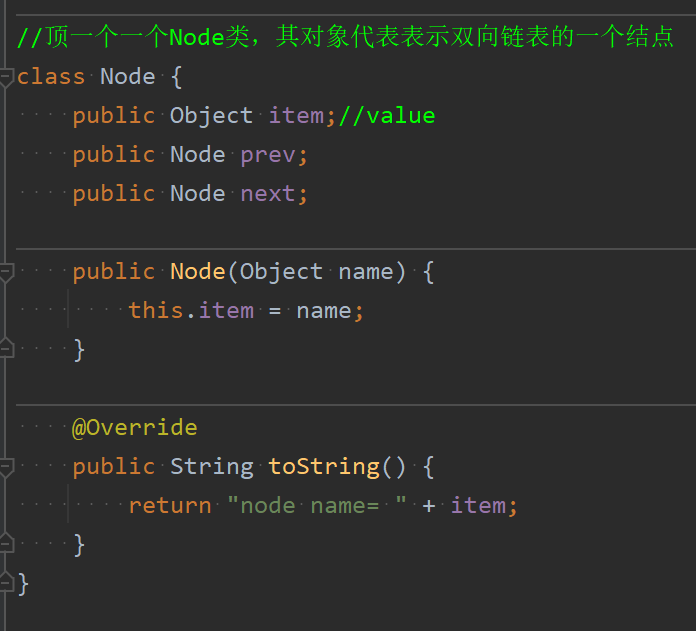 //顶一个一个Node类，其对象代表表示双向链表的一个结点
class Node {
    public Object item;//value
    public Node prev;
    public Node next;
    public Node(Object name) {
        this.item = name;
    }
    @Override
    public String toString() {
        return "node name= " + item;
    }
}